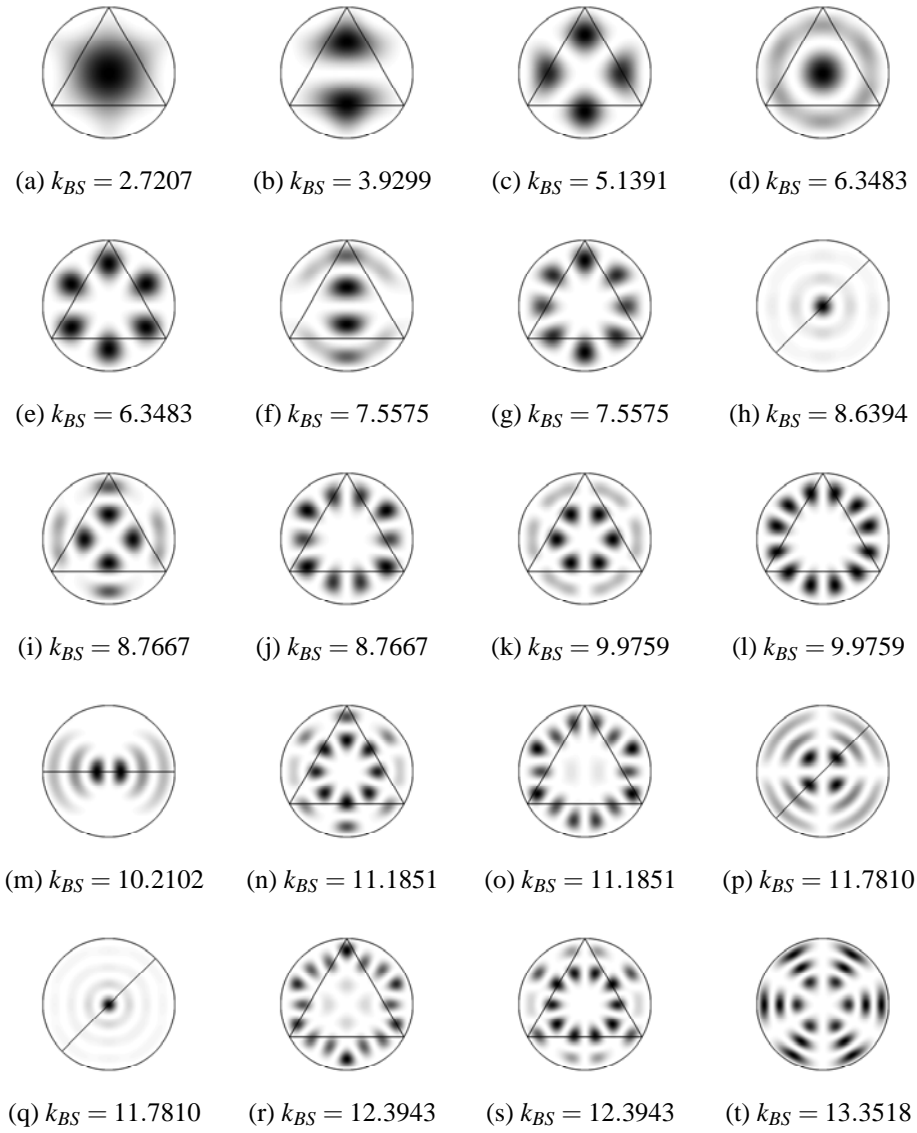 (a) k_BS = 2.7207 (b) k_BS = 3.9299 (c) k_BS = 5.1391 (d) k_BS = 6.3483
(e) k_BS = 6.3483 (f) k_BS = 7.5575 (g) k_BS = 7.5575 (h) k_BS = 8.6394
(i) k_BS = 8.7667 (j) k_BS = 8.7667 (k) k_BS = 9.9759 (l) k_BS = 9.9759
(m) k_BS = 10.2102 (n) k_BS = 11.1851 (o) k_BS = 11.1851 (p) k_BS = 11.7810
(q) k_BS = 11.7810 (r) k_BS = 12.3943 (s) k_BS = 12.3943 (t) k_BS = 13.3518